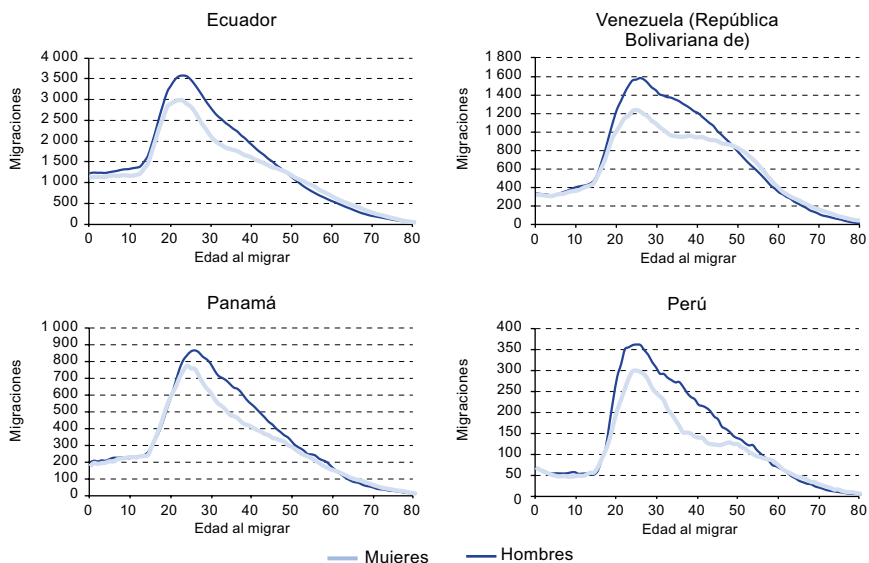 Ecuador
Migraciones
4 000
3 500
3 000
2 500
2 000
1 500
1 000
500
0
0 10 20 30 40 50 60 70 80
Edad al migrar
Venezuela (República
Bolivariana de)
Migraciones
1 800
1 600
1 400
1 200
1 000
800
600
400
200
0
0 10 20 30 40 50 60 70 80
Edad al migrar
Panamá
Migraciones
1 000
900
800
700
600
500
400
300
200
100
0
0 10 20 30 40 50 60 70 80
Edad al migrar
Perú
Migraciones
400
350
300
250
200
150
100
50
0
0 10 20 30 40 50 60 70 80
Edad al migrar
Mujeres Hombres